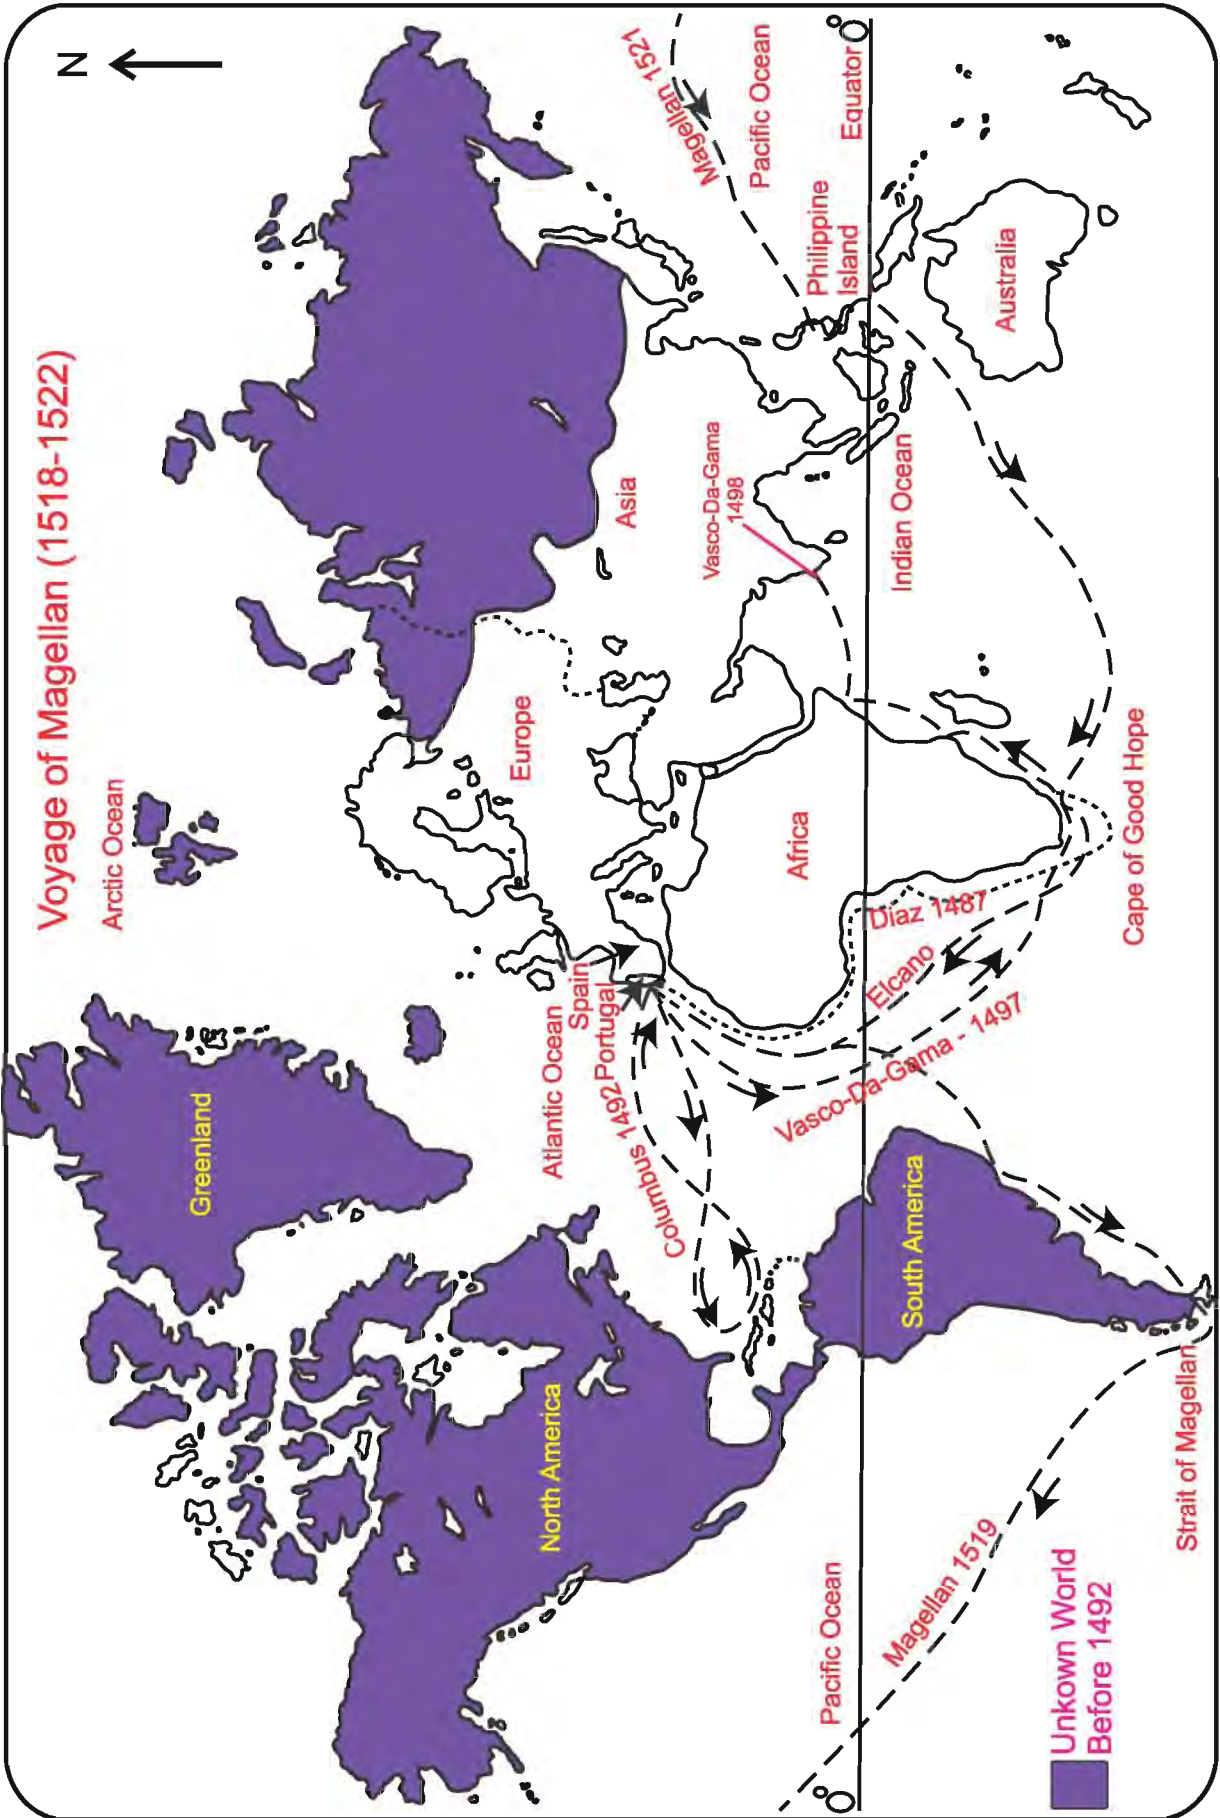 Voyage of Magellan (1518-1522)
N
Arctic Ocean
Greenland
North America
Europe
Asia
Atlantic Ocean
Spain
Portugal
Columbus 1492
Vasco-Da-Gama
1498
Magellan 1521
Pacific Ocean
Philippine
Island
Equator
Africa
Indian Ocean
Australia
South America
Diaz 1487
Elcano
Vasco-Da-Gama - 1497
Cape of Good Hope
Pacific Ocean
Magellan 1519
Strait of Magellan
Unkown World
Before 1492